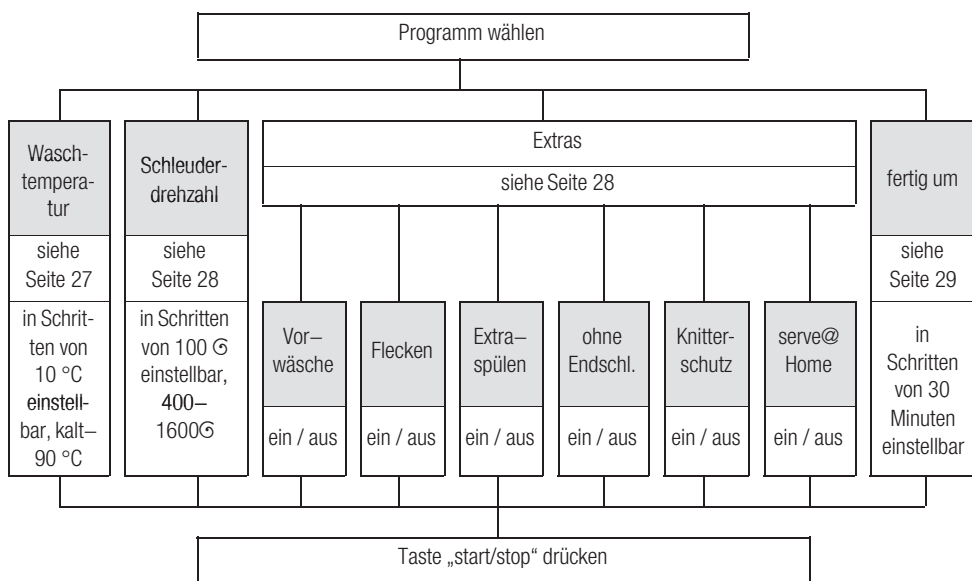 Programm wählen
Wasch-
tempera-
tur
siehe
Seite 27
in Schrit-
ten von
10 °C
einstell-
bar, kalt–
90 °C
Schleuder-
drehzahl
siehe
Seite 28
in Schritten
von 100
einstellbar,
400–
1600
Extras
siehe Seite 28
Vor–
wäsche
ein / aus
Flecken
ein / aus
Extra–
spülen
ein / aus
ohne
Endschl.
ein / aus
Knitter-
schutz
ein / aus
serve@
Home
ein / aus
fertig um
siehe
Seite 29
in
Schritten
von 30
Minuten
einstellbar
Taste „start/stop“ drücken